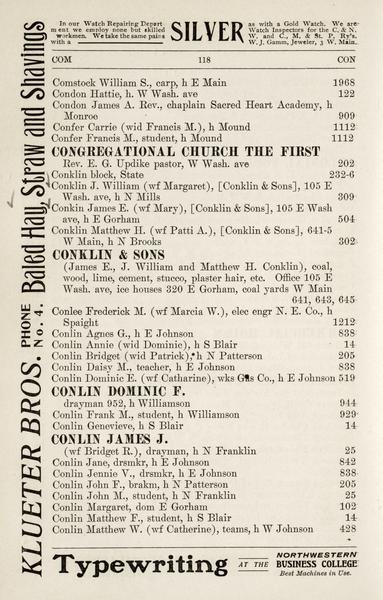 In our Watch Repairing Depart
ment we employ none but skilled
workmen. We take the same pains
with a
SILVER
as with a Gold Watch. We are
Watch Inspectors for the C. & N.
W. and C., M. & St. P, Ry's.
W. J. Gamm, Jeweler, 3 W. Main.
COM 118 CON
Comstock William S., carp, h E Main 1968
Condon Hattie, h. W Wash. ave 122
Condon James A. Rev., chaplain Sacred Heart Academy, h
Monroe 909
Confer Carrie (wid Francis M.), h Mound 1112
Confer Francis M., student, h Mound 1112
CONGREGATIONAL CHURCH THE FIRST
Rev. E. G. Updike pastor, W Wash. ave 202
Conklin block, State 232-6
Conklin J. William (wf Margaret), [Conklin & Sons], 105 E
Wash. ave, h N Mills 309
Conkin James E. (wf Mary), [Conklin & Sons], 105 E Wash
ave, h E Gorham 504
Conklin Matthew H. (wf Patti A.), [Conklin & Sons], 641-5
W Main, h N Brooks 302
CONKLIN & SONS
(James E., J. William and Matthew H. Conklin), coal,
wood, lime, cement, stucco, plaster hair, etc. Office 105 E
Wash. ave, ice houses 320 E Gorham, coal yards W Main
641, 643, 645
Conlee Frederick M. (wf Marcia W.), elec engr N. E. Co., h
Spaight 1212
Conlin Agnes G., h E Johnson 838
Conlin Annie (wid Dominic), h S Blair 14
Conlin Bridget (wid Patrick), h N Patterson 205
Conlin Daisy M., teacher, h E Johnson 838
Conlin Dominic E. (wf Catharine), wks Gas Co., h E Johnson 519
CONLIN DOMINIC F.
drayman 952, h Williamson 944
Conlin Frank M., student, h Williamson 929
Conlin Genevieve, h S Blair 14
CONLIN JAMES J.
(wf Bridget R.), drayman, h N Franklin 25
Conlin Jane, drsmkr, h E Johnson 842
Conlin Jennie V., drsmkr, h E Johnson 838
Conlin John F., brakm, h N Patterson 205
Conlin John M., student, h N Franklin 25
Conlin Margaret, dom E Gorham 102
Conlin Matthew F., student, h S Blair 14
Conlin Matthew W. (wf Catherine), teams, h W Johnson 428
KLUETER BROS. PHONE No. 4. Baled Hay, Straw and Shavings
Typewriting AT THE NORTHWESTERN
BUSINESS COLLEGE
Best Machines in Use.